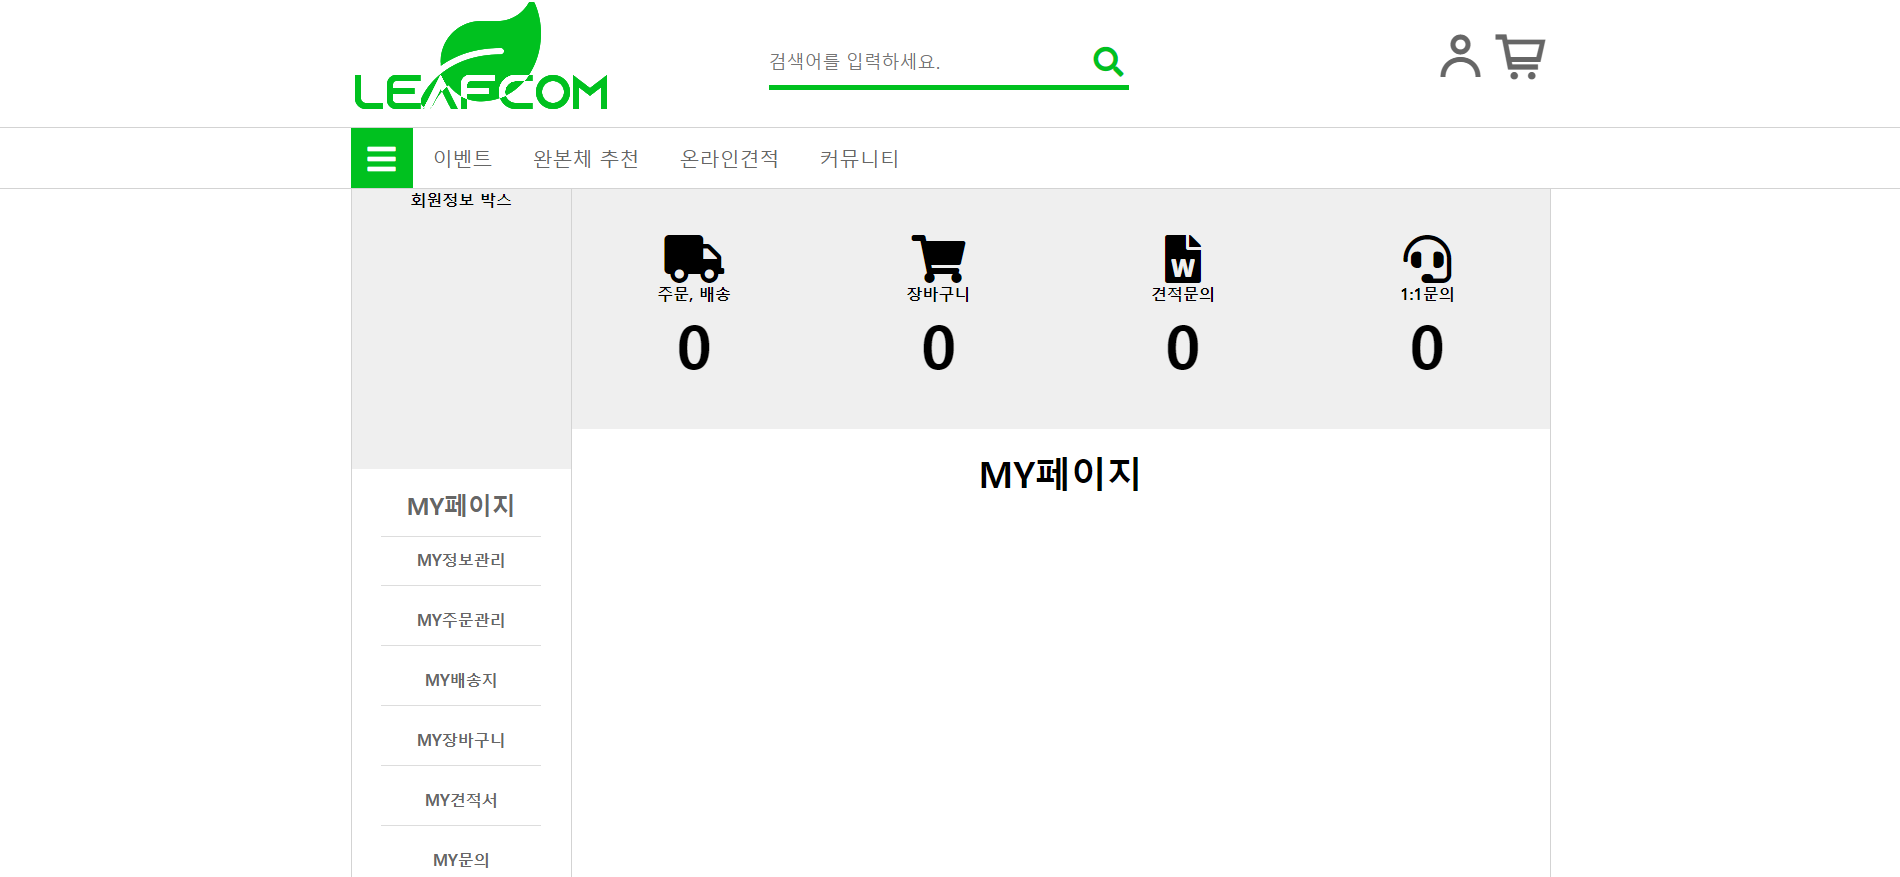 LEAFCOM
검색어를 입력하세요.
이벤트 완본체 추천 온라인견적 커뮤니티
회원정보 박스
W
주문, 배송 장바구니 견적문의 1:1문의
0 0 0 0
MY페이지
MY페이지
MY정보관리
MY주문관리
MY배송지
MY장바구니
MY견적서
MY문의